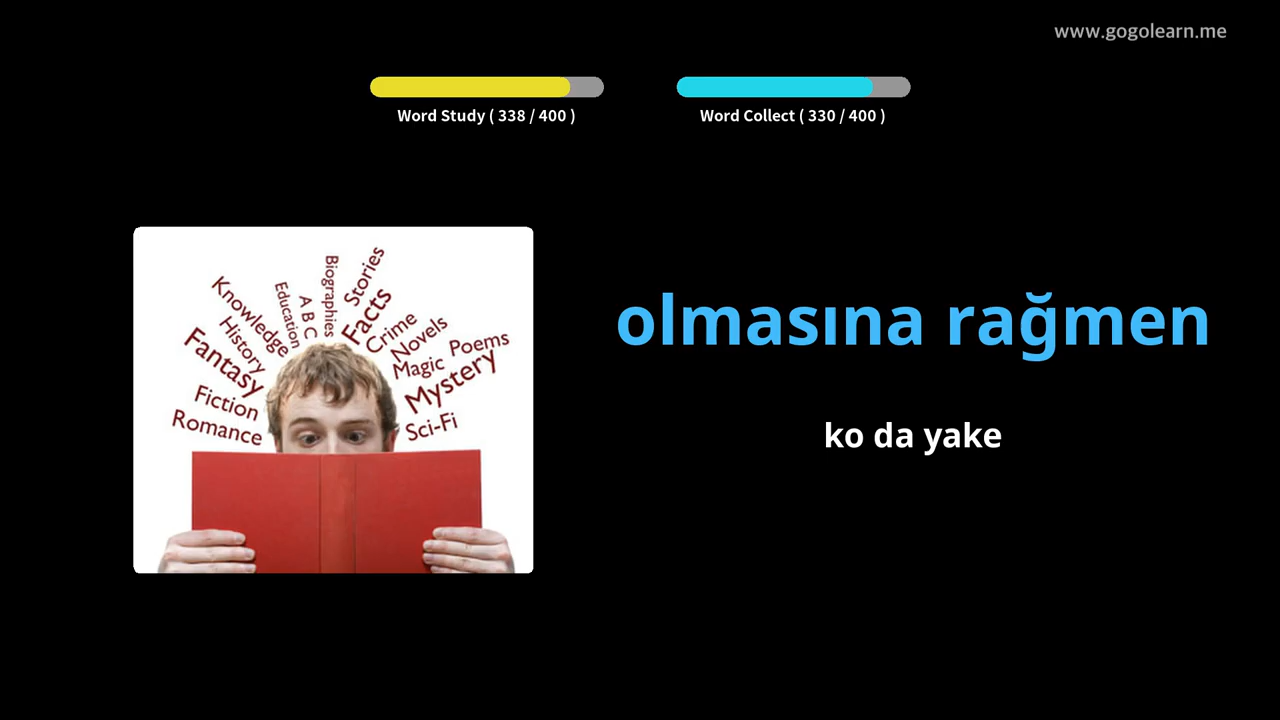 www.gogolearn.me
Word Study ( 338 / 400 )
Word Collect ( 330 / 400 )
Knowledge
Education
A B C
Biographies
Stories
Facts
History
Crime
Novels
Fantasy
Magic
Poems
Mystery
Fiction
Romance
Sci-Fi
olmasına rağmen
ko da yake